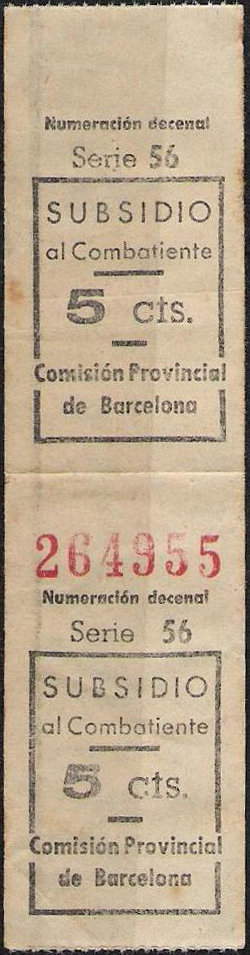 Numeración decenal
Serie 56
SUBSIDIO
al Combatiente
5 cts.
Comisión Provincial
de Barcelona
264955
Numeración decenal
Serie 56
SUBSIDIO
al Combatiente
5 cts.
Comisión Provincial
de Barcelona